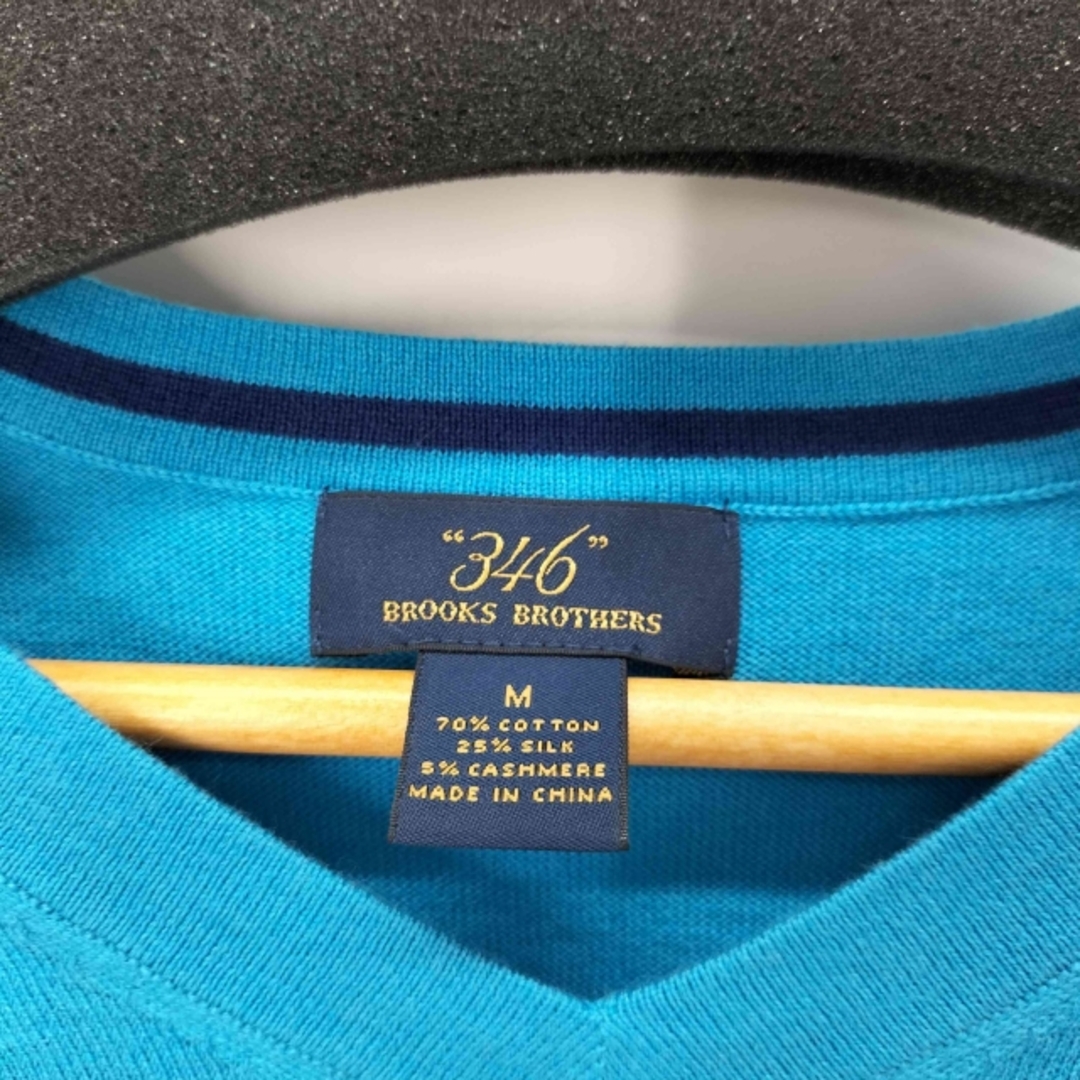 “346”
BROOKS BROTHERS
M
70% COTTON
25% SILK
5% CASHMERE
MADE IN CHINA